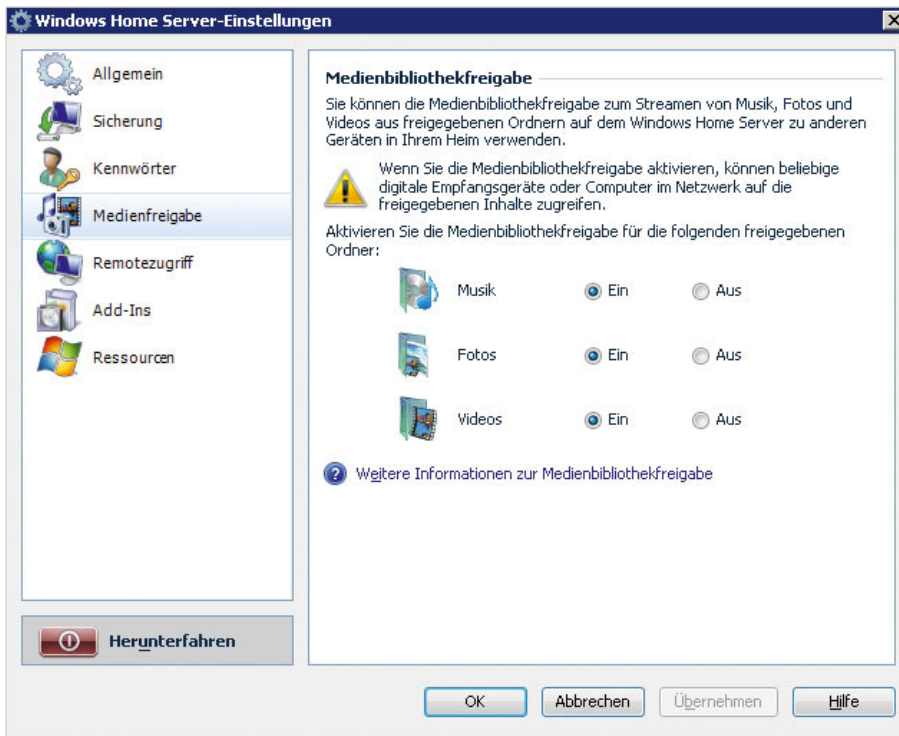 Windows Home Server-Einstellungen
Allgemein
Sicherung
Kennwörter
Medienfreigabe
Remotezugriff
Add-Ins
Ressourcen
Herunterfahren
Medienbibliothekfreigabe
Sie können die Medienbibliothekfreigabe zum Streamen von Musik, Fotos und
Videos aus freigegebenen Ordnern auf dem Windows Home Server zu anderen
Geräten in Ihrem Heim verwenden.
Wenn Sie die Medienbibliothekfreigabe aktivieren, können beliebige
digitale Empfangsgeräte oder Computer im Netzwerk auf die
freigegebenen Inhalte zugreifen.
Aktivieren Sie die Medienbibliothekfreigabe für die folgenden freigegebenen
Ordner:
Musik Ein Aus
Fotos Ein Aus
Videos Ein Aus
Weitere Informationen zur Medienbibliothekfreigabe
OK Abbrechen Übernehmen Hilfe